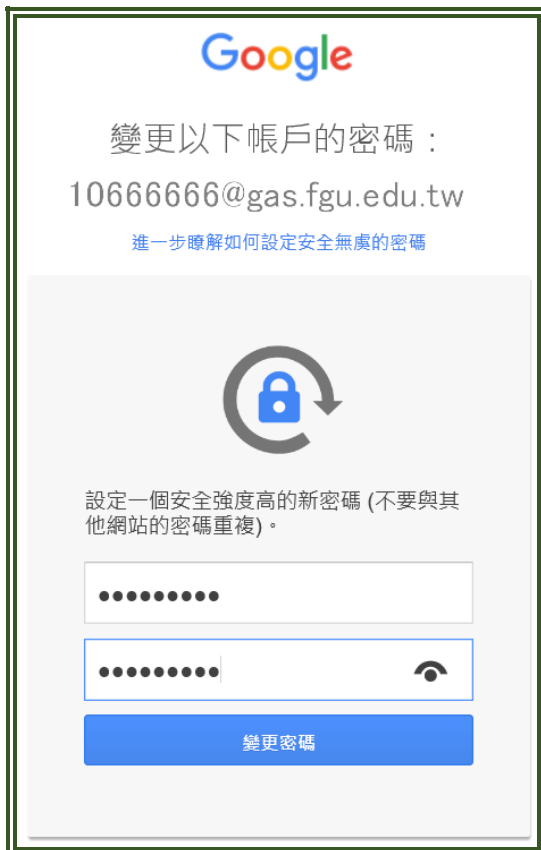 Google
變更以下帳戶的密碼：
10666666@gas.fgu.edu.tw
進一步瞭解如何設定安全無虞的密碼
設定一個安全強度高的新密碼 (不要與其
他網站的密碼重複)。
●●●●●●●●●
●●●●●●●●●
變更密碼